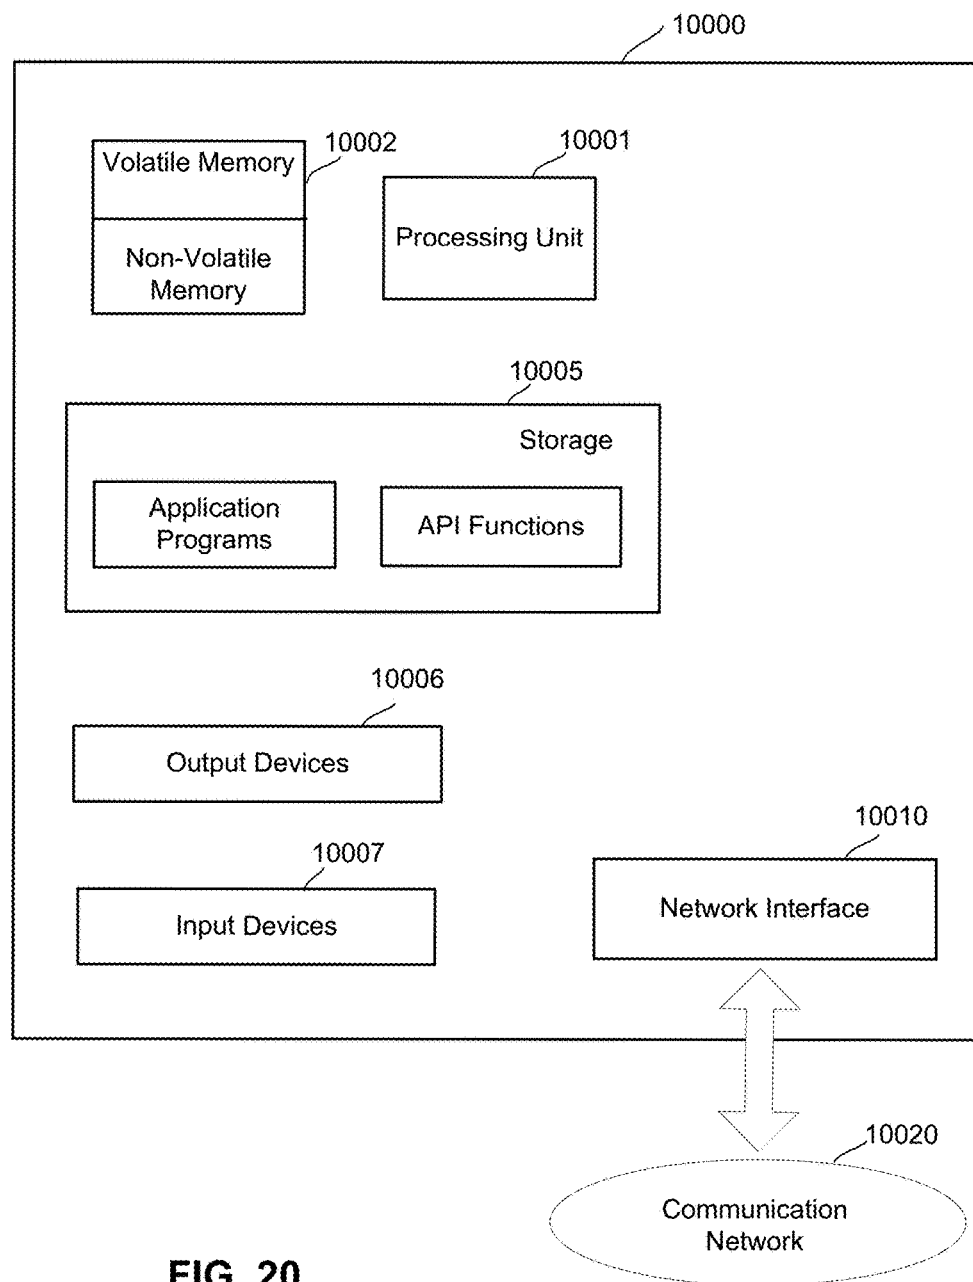 10000
10002
10001
Volatile Memory
Non-Volatile
Memory
Processing Unit
10005
Storage
Application
Programs
API Functions
10006
Output Devices
10010
10007
Network Interface
Input Devices
10020
Communication
Network
FIG. 20